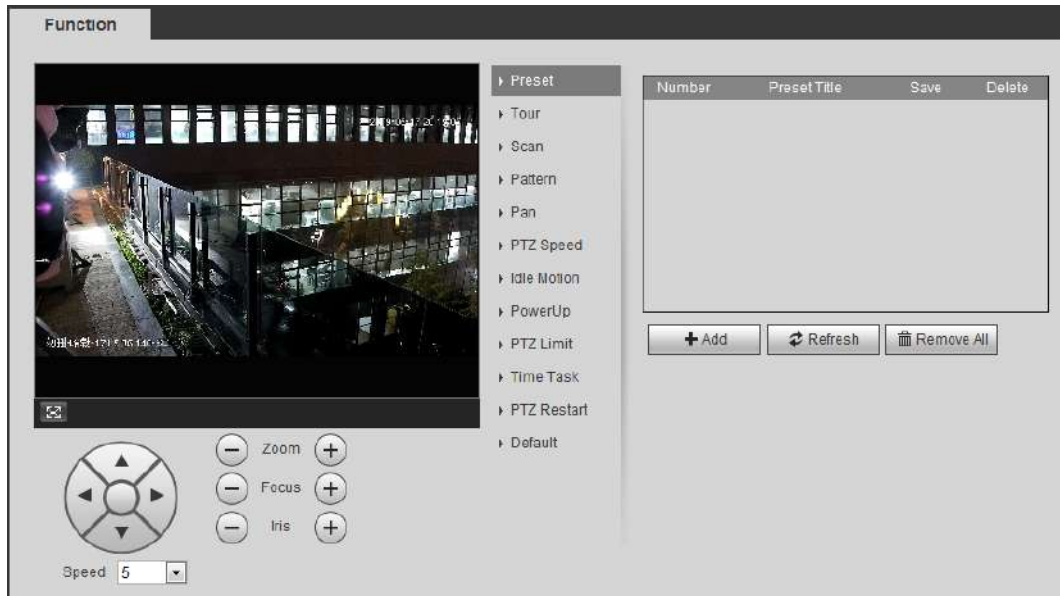 Function
Preset
Tour
Scan
Pattern
Pan
PTZ Speed
Idle Motion
PowerUp
PTZ Limit
Time Task
PTZ Restart
Default
Number Preset Title Save Delete
Add Refresh Remove All
Zoom
Focus
Iris
Speed 5